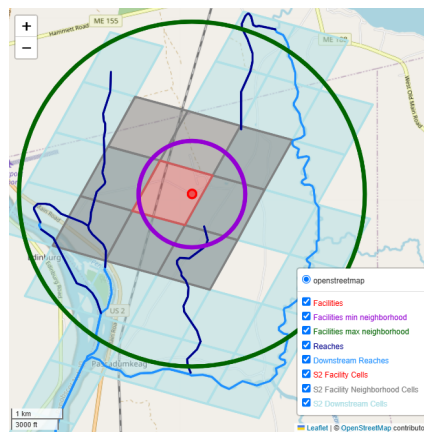 +
−
ME 155
Hammett Road
ME 168
West Old Main Road
Edinburg
US 2
Passadumkeag
openstreetmap
Facilities
Facilities min neighborhood
Facilities max neighborhood
Reaches
Downstream Reaches
S2 Facility Cells
S2 Facility Neighborhood Cells
S2 Downstream Cells
1 km
3000 ft
Leaflet | © OpenStreetMap contributo